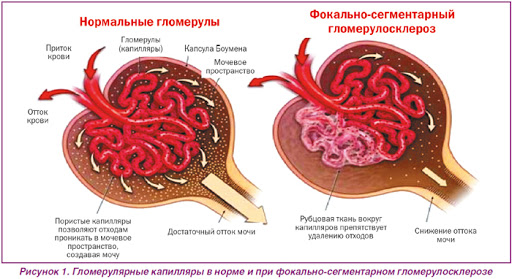 Нормальные гломерулы
Приток
крови
Гломерулы
(капилляры)
Капсула Боумена
Мочевое
пространство
Отток
крови
Пористые капилляры
позволяют отходам
проникать в мочевое
пространство,
создавая мочу
Достаточный отток мочи
Фокально-сегментарный
гломерулосклероз
Рубцовая ткань вокруг
капилляров препятствует
удалению отходов
Снижение оттока
мочи
Рисунок 1. Гломерулярные капилляры в норме и при фокально-сегментарном гломерулосклерозе